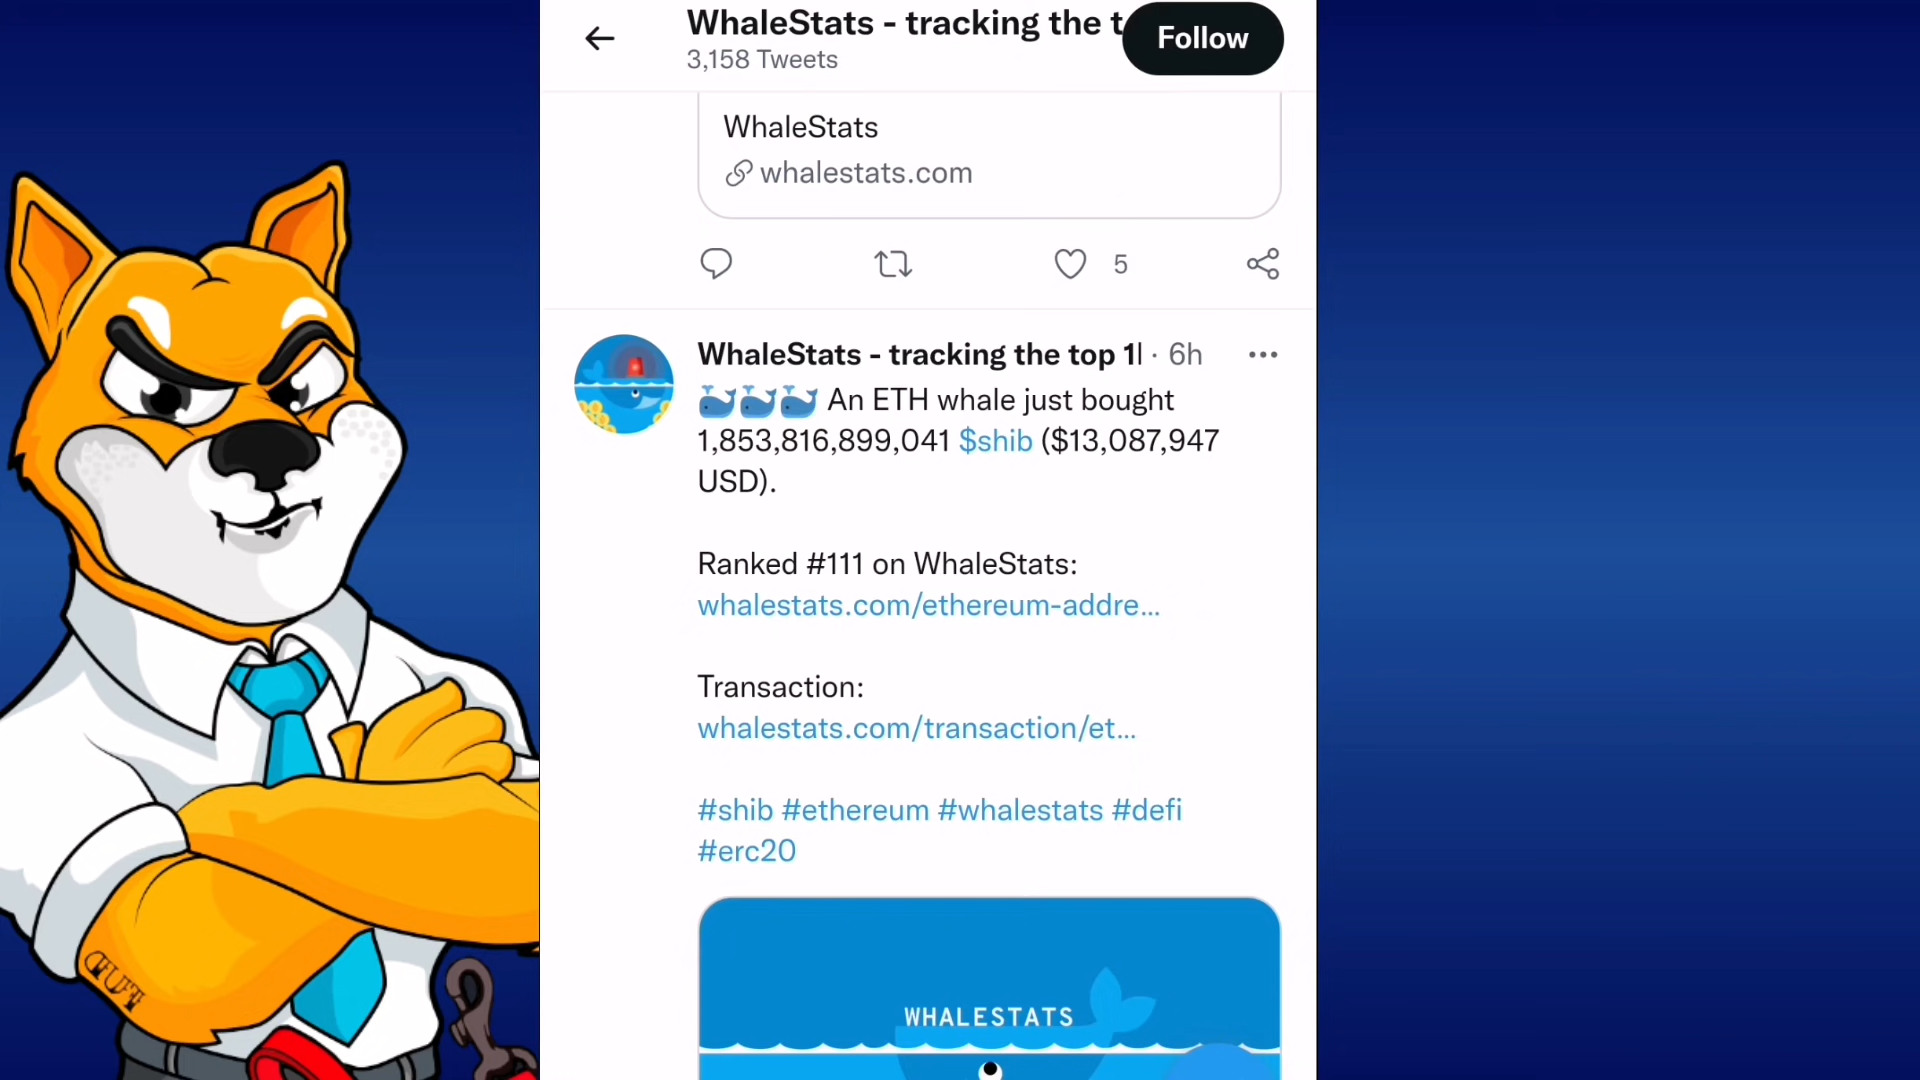 WhaleStats - tracking the t
3,158 Tweets
Follow
WhaleStats
whalestats.com
5
WhaleStats - tracking the top 1l · 6h
🐳🐳🐳 An ETH whale just bought
1,853,816,899,041 $shib ($13,087,947
USD).
Ranked #111 on WhaleStats:
whalestats.com/ethereum-addre...
Transaction:
whalestats.com/transaction/et...
#shib #ethereum #whalestats #defi
#erc20
WHALESTATS